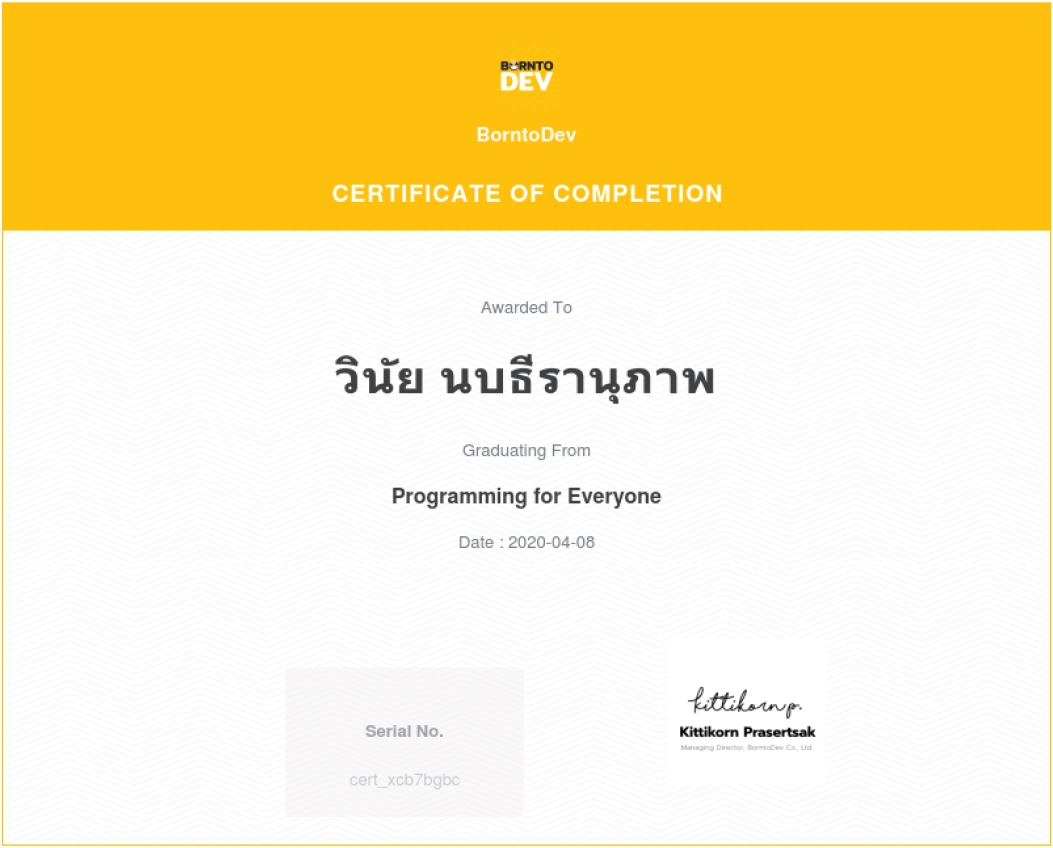 BORNTO
DEV
BorntoDev
CERTIFICATE OF COMPLETION
Awarded To
วินัย นบธีรานุภาพ
Graduating From
Programming for Everyone
Date : 2020-04-08
Serial No.
cert_xcb7bgbc
kittikorn p.
Kittikorn Prasertsak
Managing Director, BorntoDev Co., Ltd.